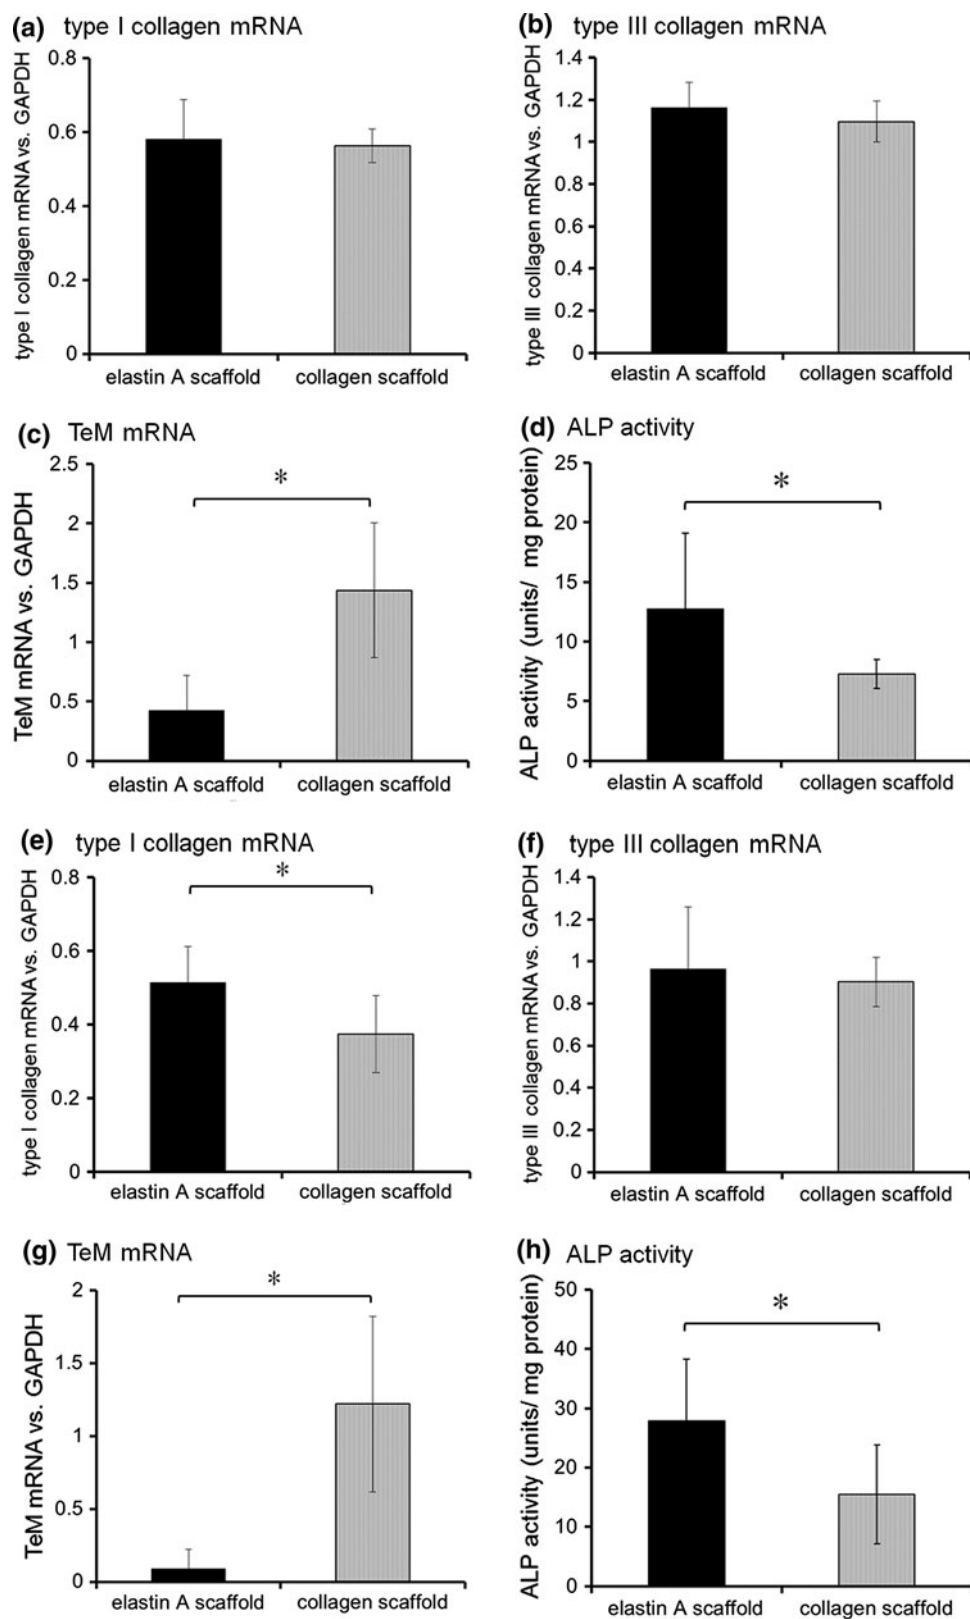 (a) type I collagen mRNA
type I collagen mRNA vs. GAPDH
0.8
0.6
0.4
0.2
0
elastin A scaffold collagen scaffold
(b) type III collagen mRNA
type III collagen mRNA vs. GAPDH
1.4
1.2
1
0.8
0.6
0.4
0.2
0
elastin A scaffold collagen scaffold
(c) TeM mRNA
TeM mRNA vs. GAPDH
2.5
2
1.5
1
0.5
0
*
elastin A scaffold collagen scaffold
(d) ALP activity
ALP activity (units/ mg protein)
25
20
15
10
5
0
*
elastin A scaffold collagen scaffold
(e) type I collagen mRNA
type I collagen mRNA vs. GAPDH
0.8
0.6
0.4
0.2
0
*
elastin A scaffold collagen scaffold
(f) type III collagen mRNA
type III collagen mRNA vs. GAPDH
1.4
1.2
1
0.8
0.6
0.4
0.2
0
elastin A scaffold collagen scaffold
(g) TeM mRNA
TeM mRNA vs. GAPDH
2
1.5
1
0.5
0
*
elastin A scaffold collagen scaffold
(h) ALP activity
ALP activity (units/ mg protein)
50
40
30
20
10
0
*
elastin A scaffold collagen scaffold